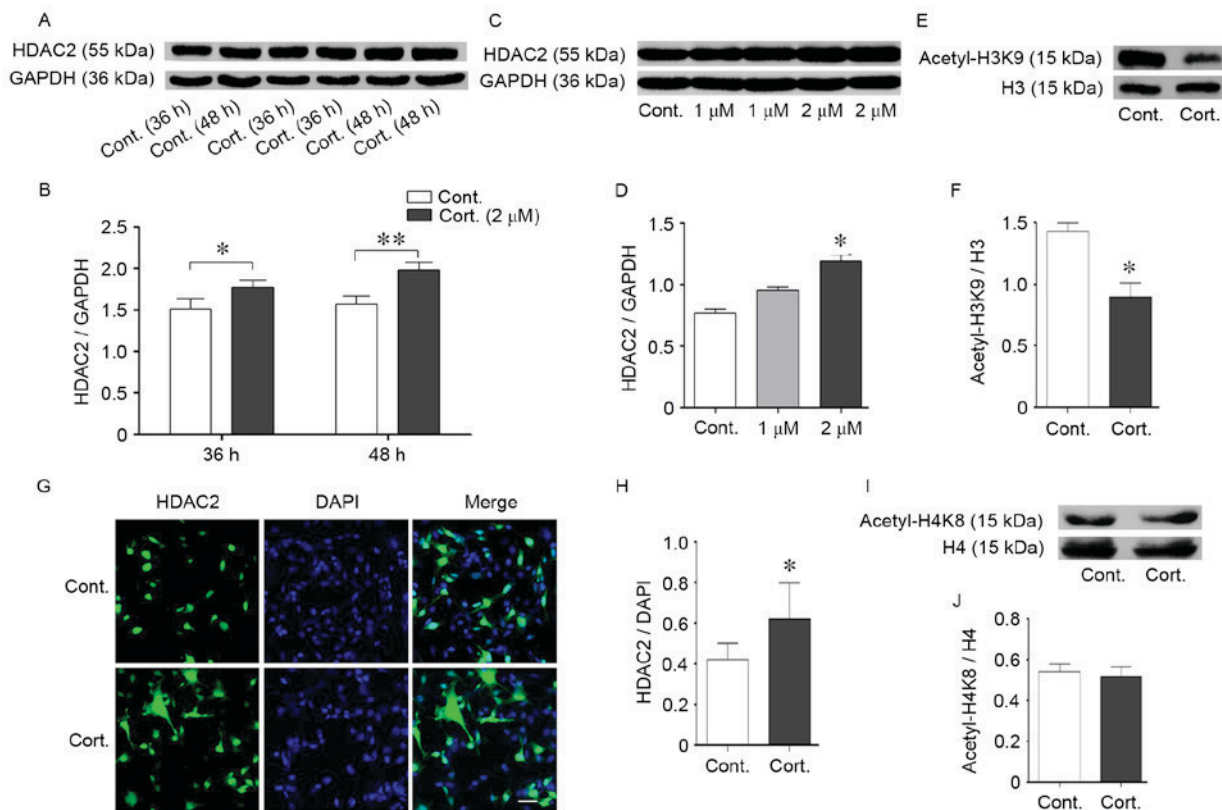 A
HDAC2 (55 kDa)
GAPDH (36 kDa)
Cont. (36 h)
Cont. (48 h)
Cort. (36 h)
Cort. (36 h)
Cort. (48 h)
Cort. (48 h)
C
HDAC2 (55 kDa)
GAPDH (36 kDa)
Cont. 1 μM 1 μM 2 μM 2 μM
E
Acetyl-H3K9 (15 kDa)
H3 (15 kDa)
Cont. Cort.
B
Cont.
Cort. (2 μM)
HDAC2 / GAPDH
2.5
2.0
1.5
1.0
0.5
0
*
**
36 h 48 h
D
HDAC2 / GAPDH
1.5
1.0
0.5
0
*
Cont. 1 μM 2 μM
F
Acetyl-H3K9 / H3
1.5
1.0
0.5
0
*
Cont. Cort.
G
HDAC2 DAPI Merge
Cont.
Cort.
H
HDAC2 / DAPI
1.0
0.8
0.6
0.4
0.2
0
*
Cont. Cort.
I
Acetyl-H4K8 (15 kDa)
H4 (15 kDa)
Cont. Cort.
J
Acetyl-H4K8 / H4
0.8
0.6
0.4
0.2
0
Cont. Cort.